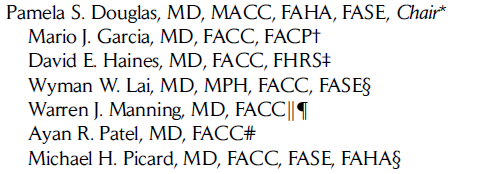 Pamela S. Douglas, MD, MACC, FAHA, FASE, Chair*
Mario J. Garcia, MD, FACC, FACP†
David E. Haines, MD, FACC, FHRS‡
Wyman W. Lai, MD, MPH, FACC, FASE§
Warren J. Manning, MD, FACC‖¶
Ayan R. Patel, MD, FACC#
Michael H. Picard, MD, FACC, FASE, FAHA§